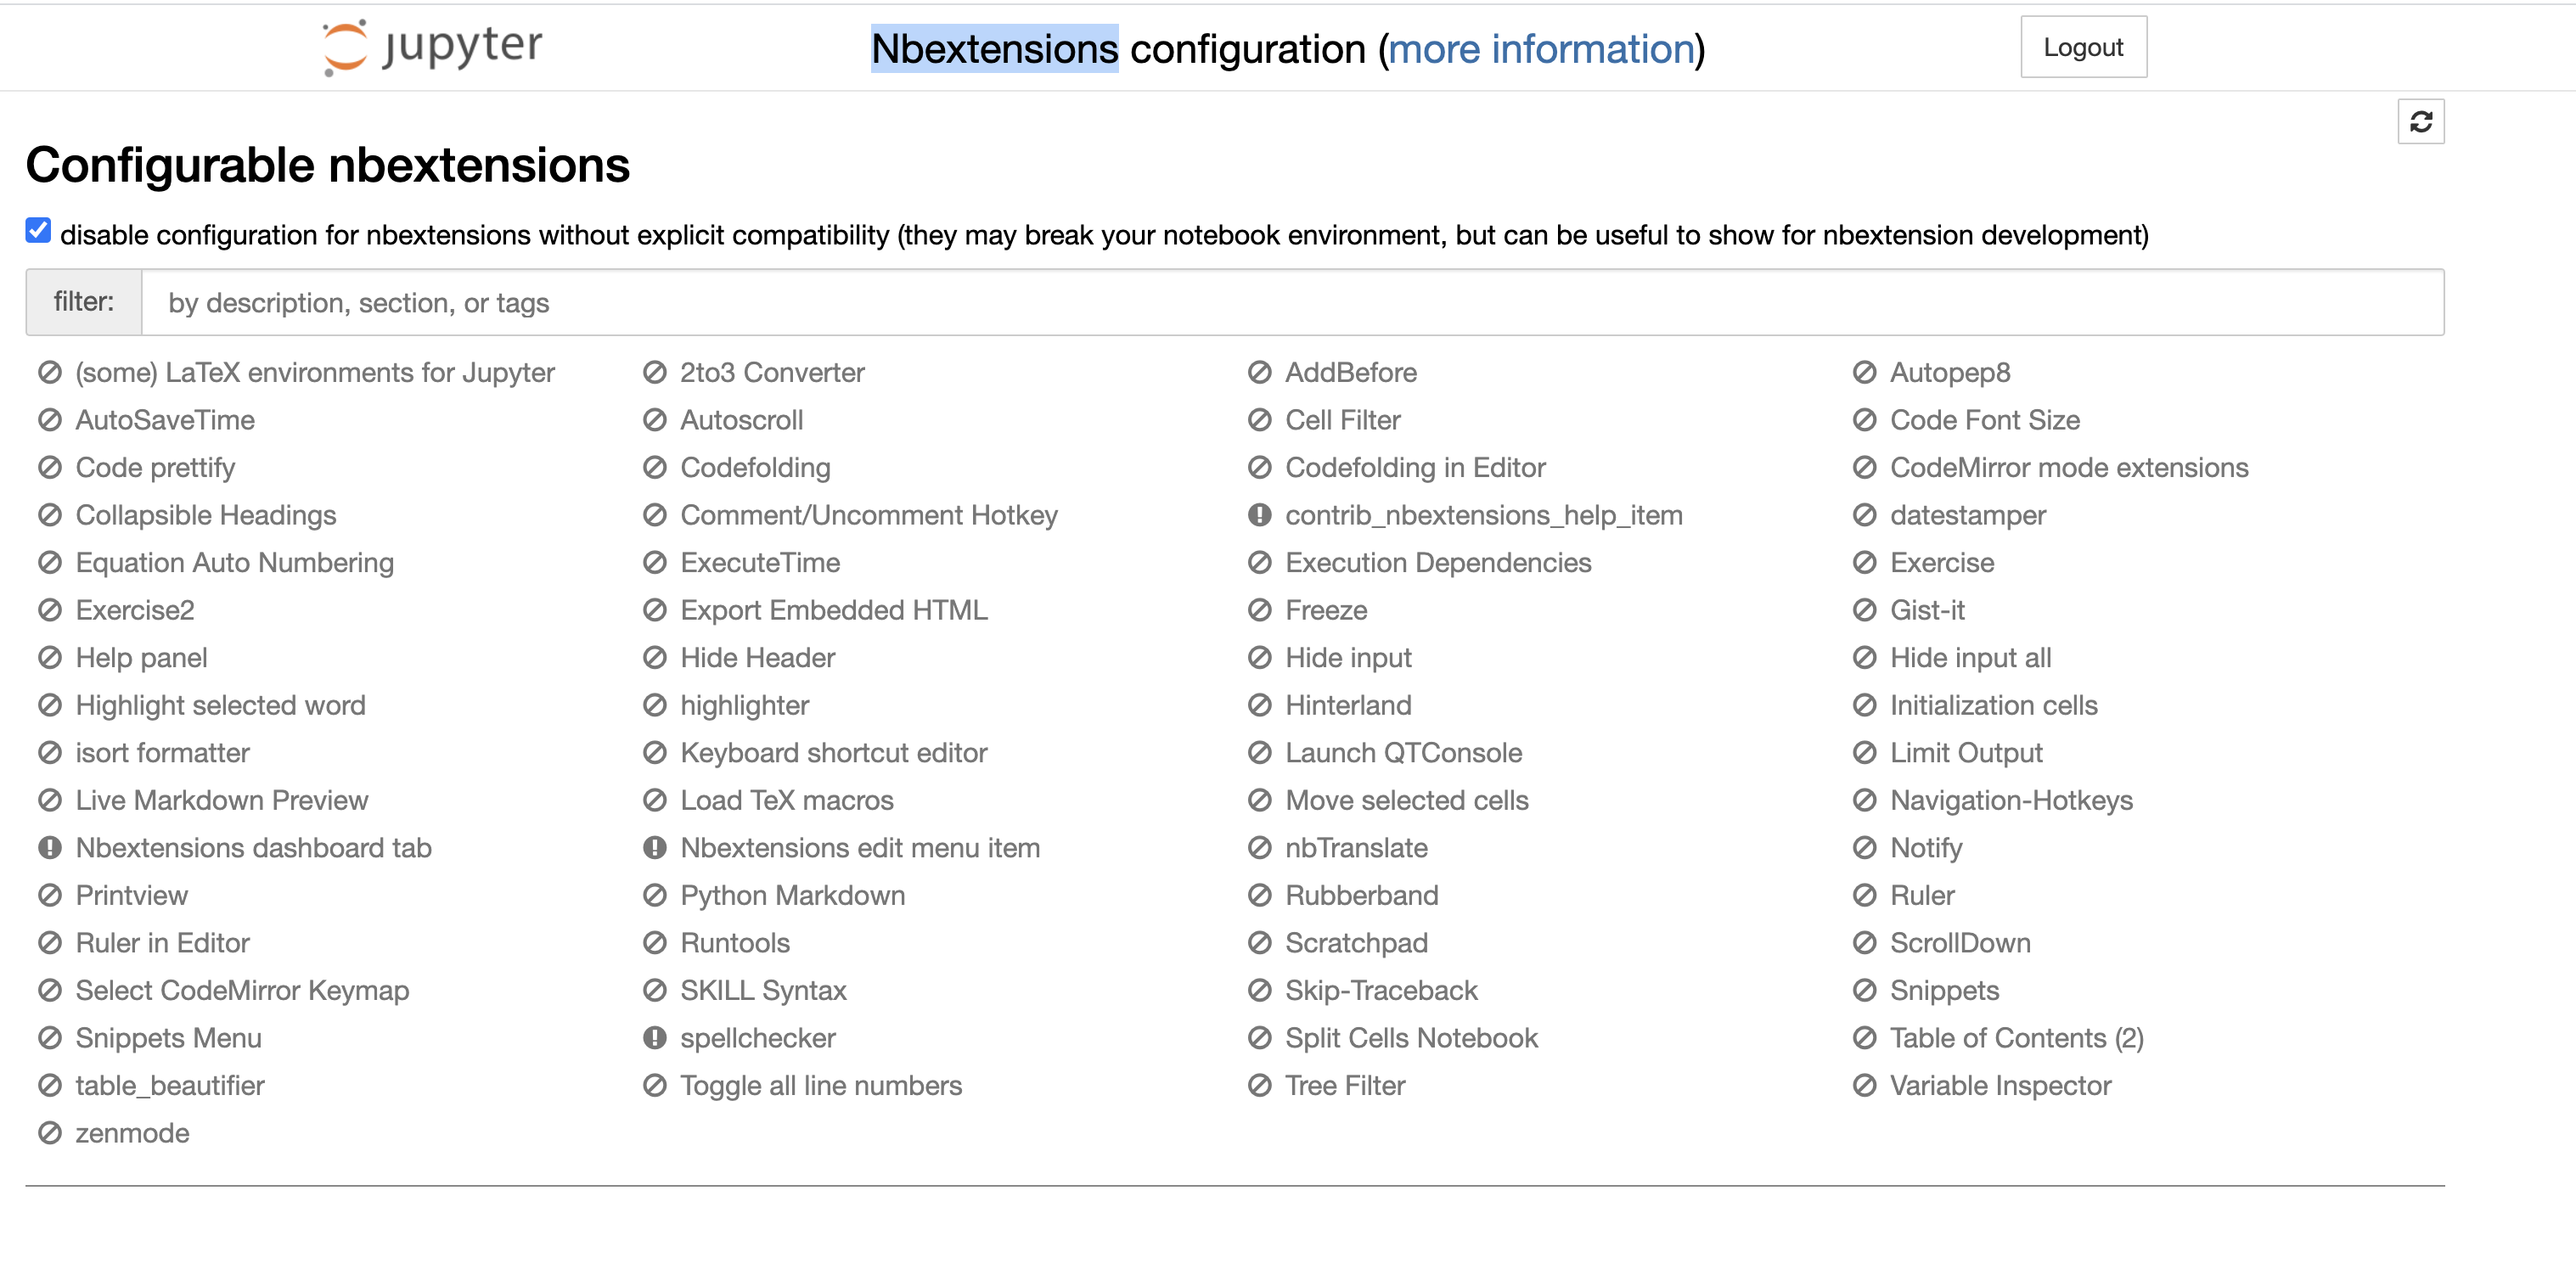 jupyter Nbextensions configuration (more information) Logout
Configurable nbextensions
disable configuration for nbextensions without explicit compatibility (they may break your notebook environment, but can be useful to show for nbextension development)
filter: by description, section, or tags
(some) LaTeX environments for Jupyter 2to3 Converter AddBefore Autopep8
AutoSaveTime Autoscroll Cell Filter Code Font Size
Code prettify Codefolding Codefolding in Editor CodeMirror mode extensions
Collapsible Headings Comment/Uncomment Hotkey contrib_nbextensions_help_item datestamper
Equation Auto Numbering ExecuteTime Execution Dependencies Exercise
Exercise2 Export Embedded HTML Freeze Gist-it
Help panel Hide Header Hide input Hide input all
Highlight selected word highlighter Hinterland Initialization cells
isort formatter Keyboard shortcut editor Launch QTConsole Limit Output
Live Markdown Preview Load TeX macros Move selected cells Navigation-Hotkeys
Nbextensions dashboard tab Nbextensions edit menu item nbTranslate Notify
Printview Python Markdown Rubberband Ruler
Ruler in Editor Runtools Scratchpad ScrollDown
Select CodeMirror Keymap SKILL Syntax Skip-Traceback Snippets
Snippets Menu spellchecker Split Cells Notebook Table of Contents (2)
table_beautifier Toggle all line numbers Tree Filter Variable Inspector
zenmode